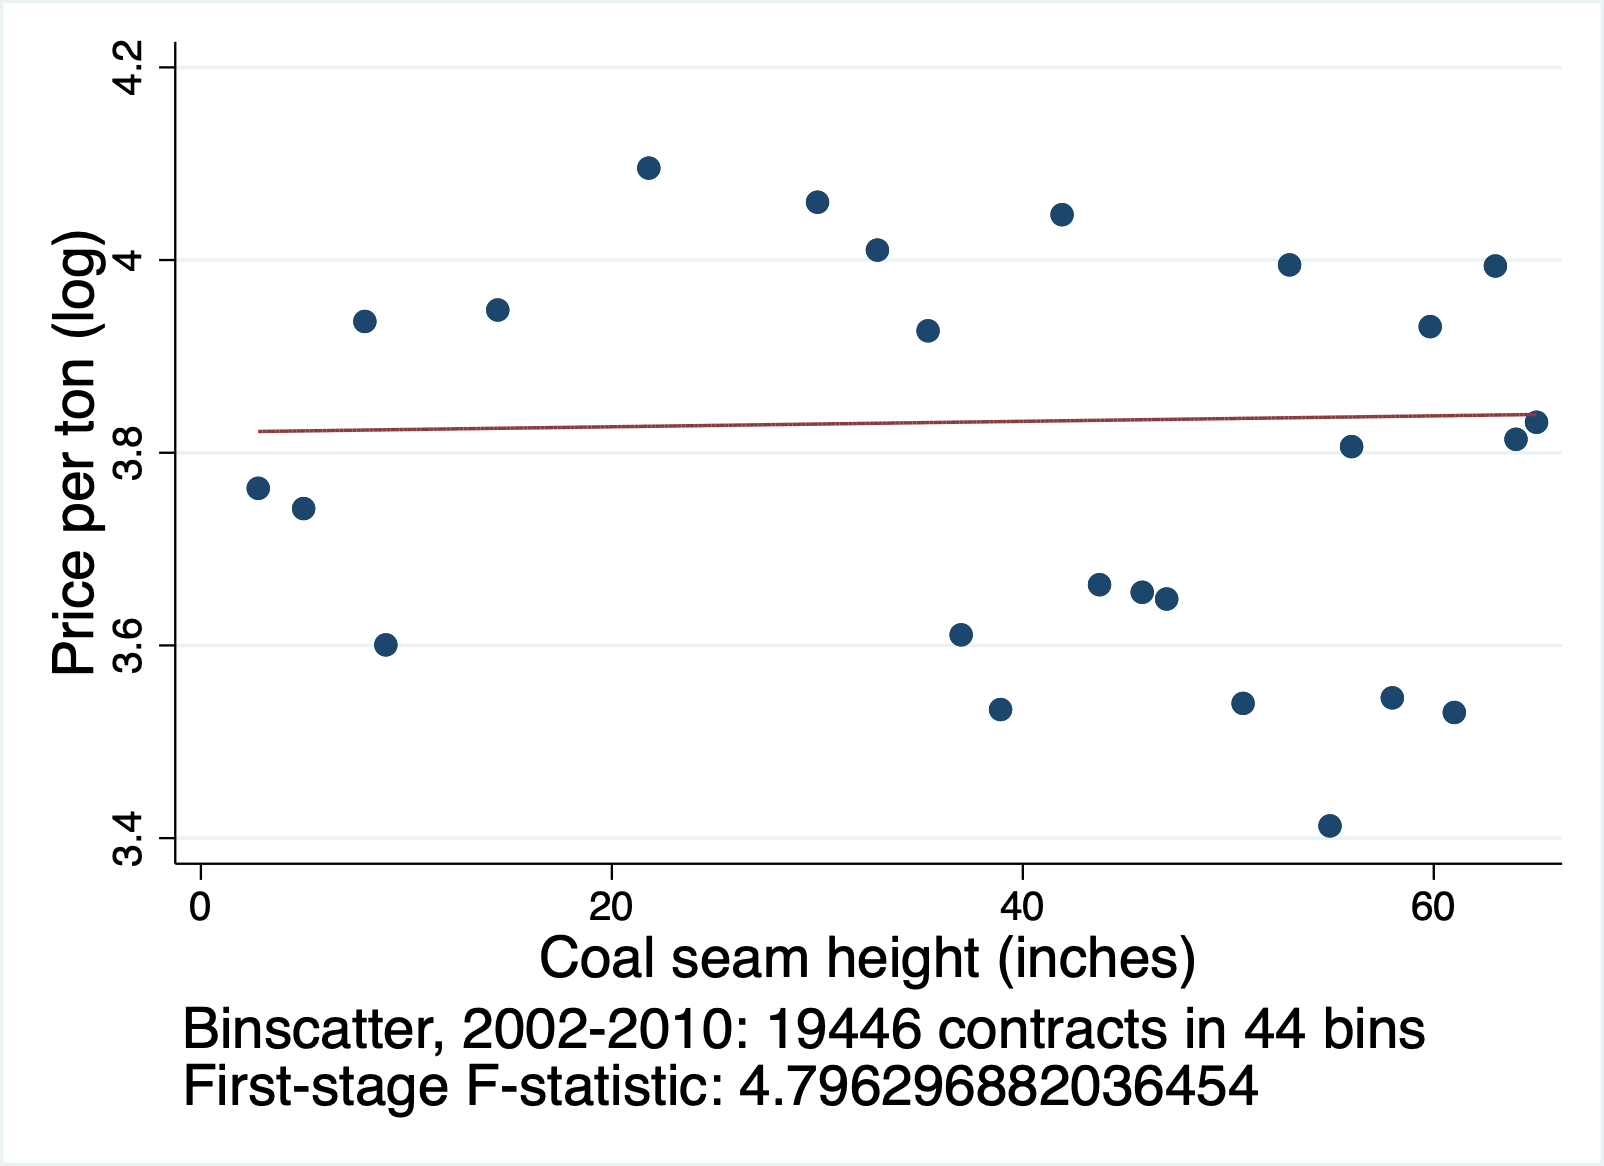 4.2
4
3.8
3.6
3.4
Price per ton (log)
0 20 40 60
Coal seam height (inches)
Binscatter, 2002-2010: 19446 contracts in 44 bins
First-stage F-statistic: 4.796296882036454